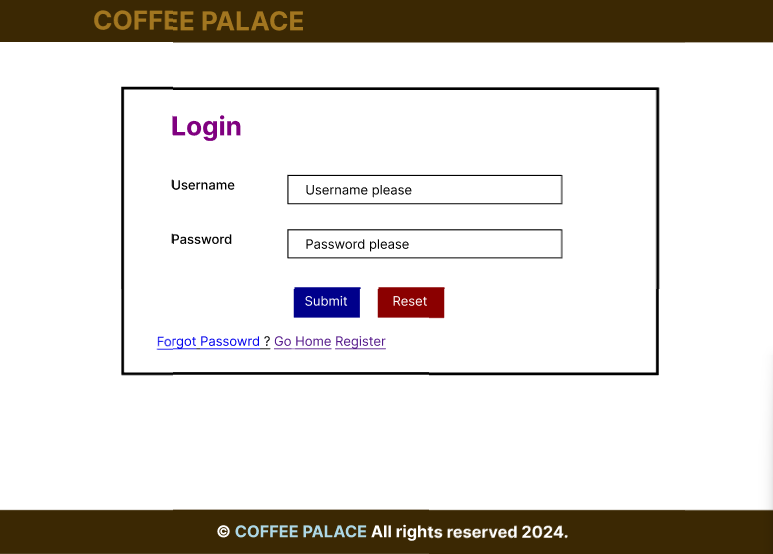 COFFEE PALACE
Login
Username
Username please
Password
Password please
Submit Reset
Forgot Passowrd ? Go Home Register
© COFFEE PALACE All rights reserved 2024.